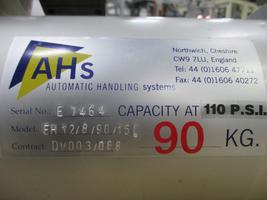 AHS
AUTOMATIC HANDLING systems
Northwich, Cheshire
CW9 7LU, England
Tel: 44 (0)1606 47711
Fax: 44 (0)1606 40272
Serial No: E 7464 CAPACITY AT 110 P.S.I.
Model: EH 12/8/90/15L 90 KG.
Contract: DV003/068